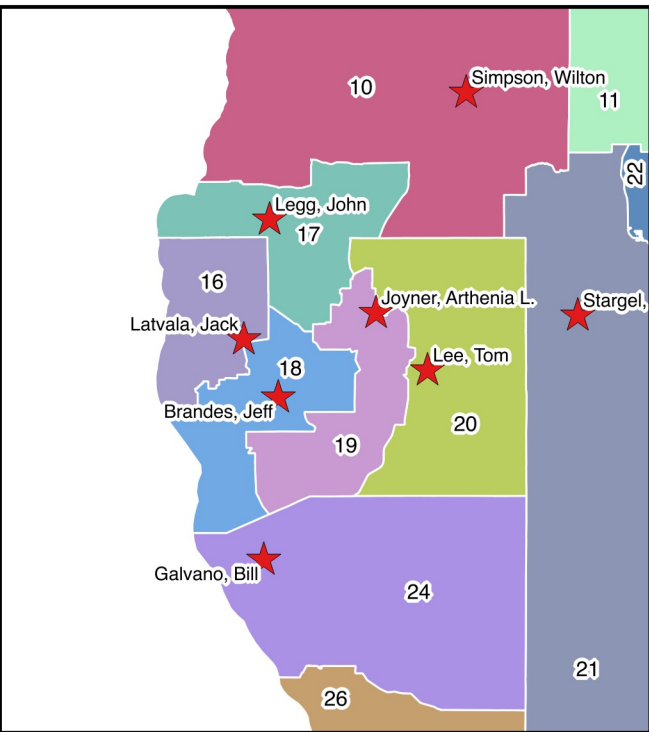 10
Simpson, Wilton
11
22
Legg, John
17
16
Joyner, Arthenia L.
Stargel,
Latvala, Jack
18
Lee, Tom
Brandes, Jeff
20
19
Galvano, Bill
24
21
26